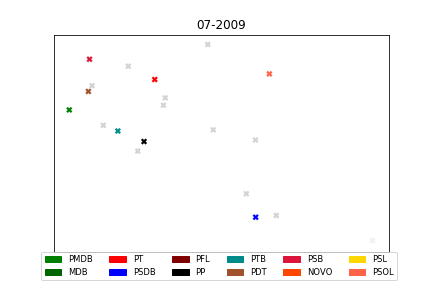 07-2009
PMDB PT PFL PTB PSB PSL
MDB PSDB PP PDT NOVO PSOL